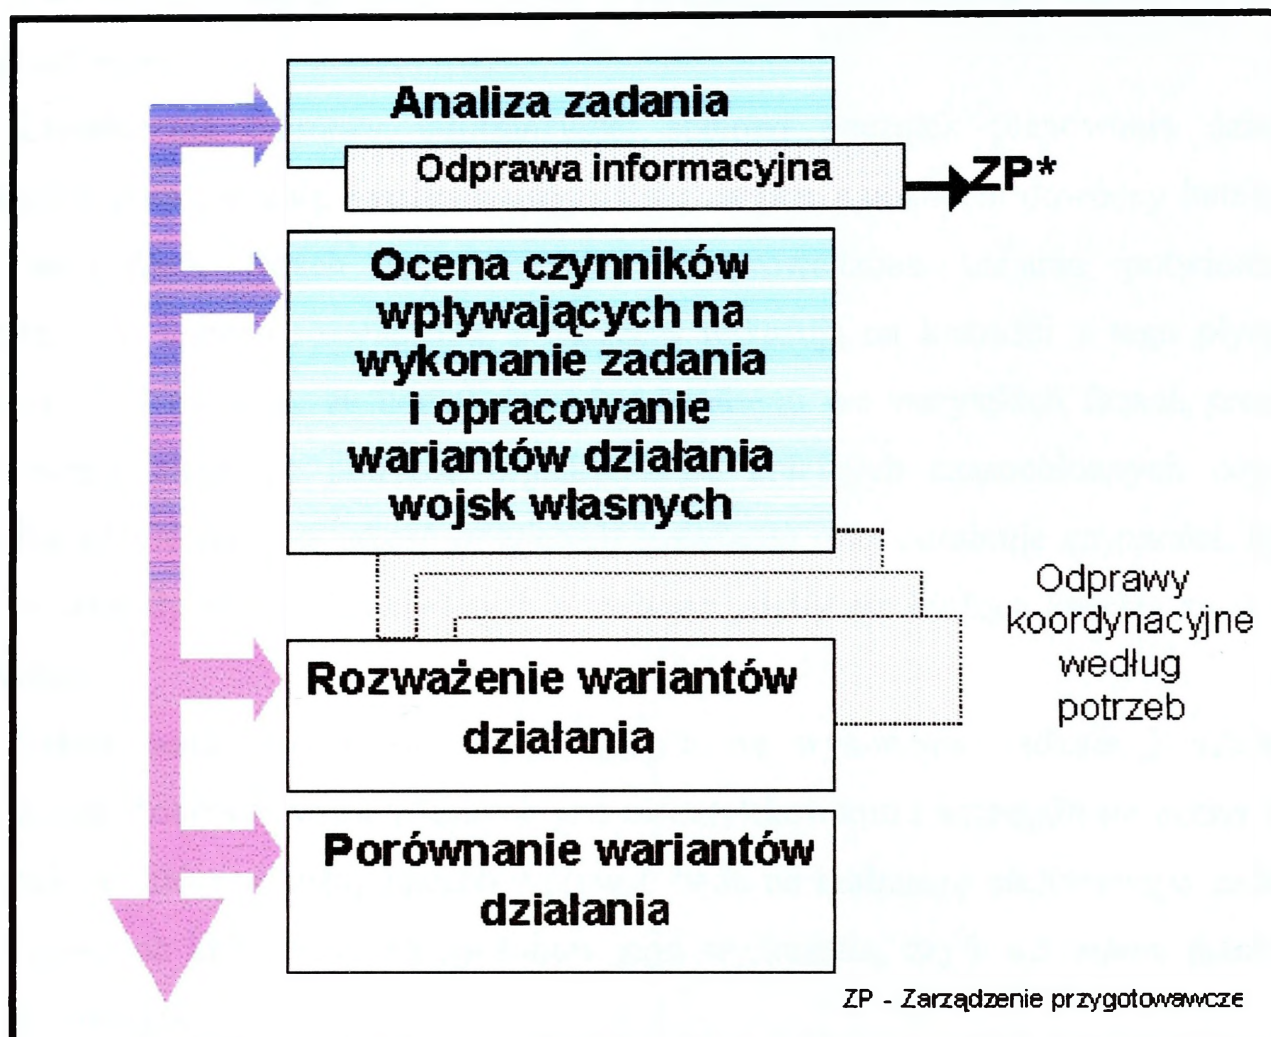 Analiza zadania
Odprawa informacyjna
ZP*
Ocena czynników
wpływających na
wykonanie zadania
i opracowanie
wariantów działania
wojsk własnych
Odprawy
koordynacyjne
według
potrzeb
Rozważenie wariantów
działania
Porównanie wariantów
działania
ZP - Zarządzenie przygotowawcze